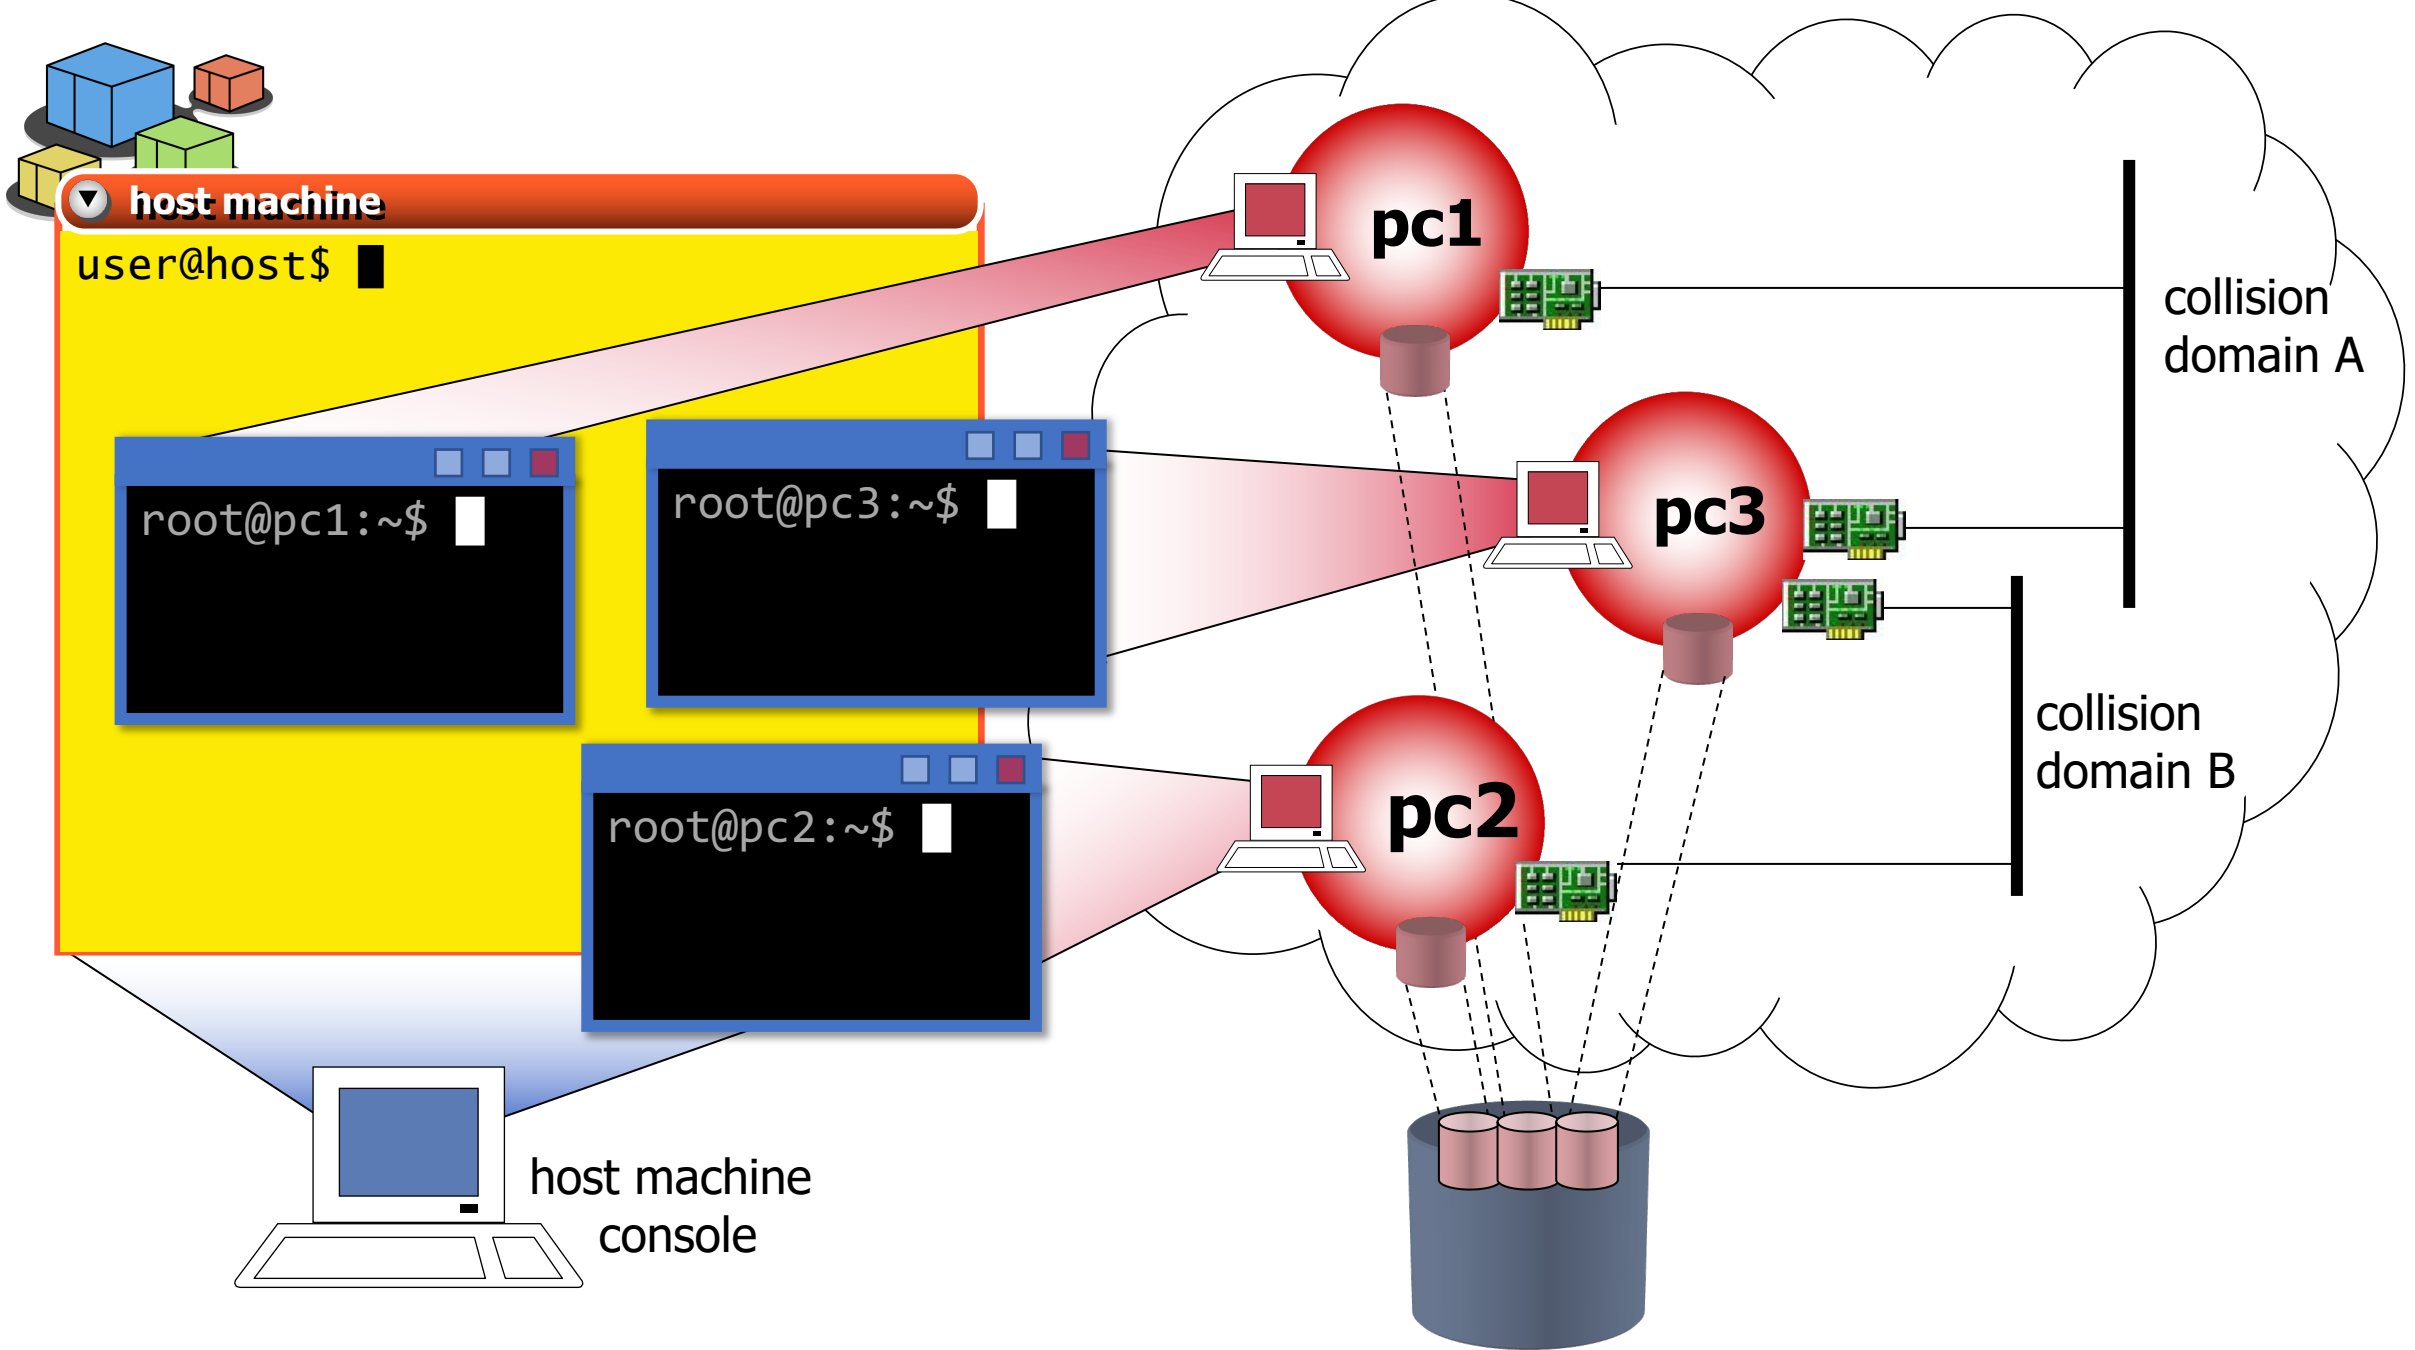 host machine
user@host$
root@pc1:~$
root@pc3:~$
root@pc2:~$
host machine
console
pc1
pc3
pc2
collision
domain A
collision
domain B